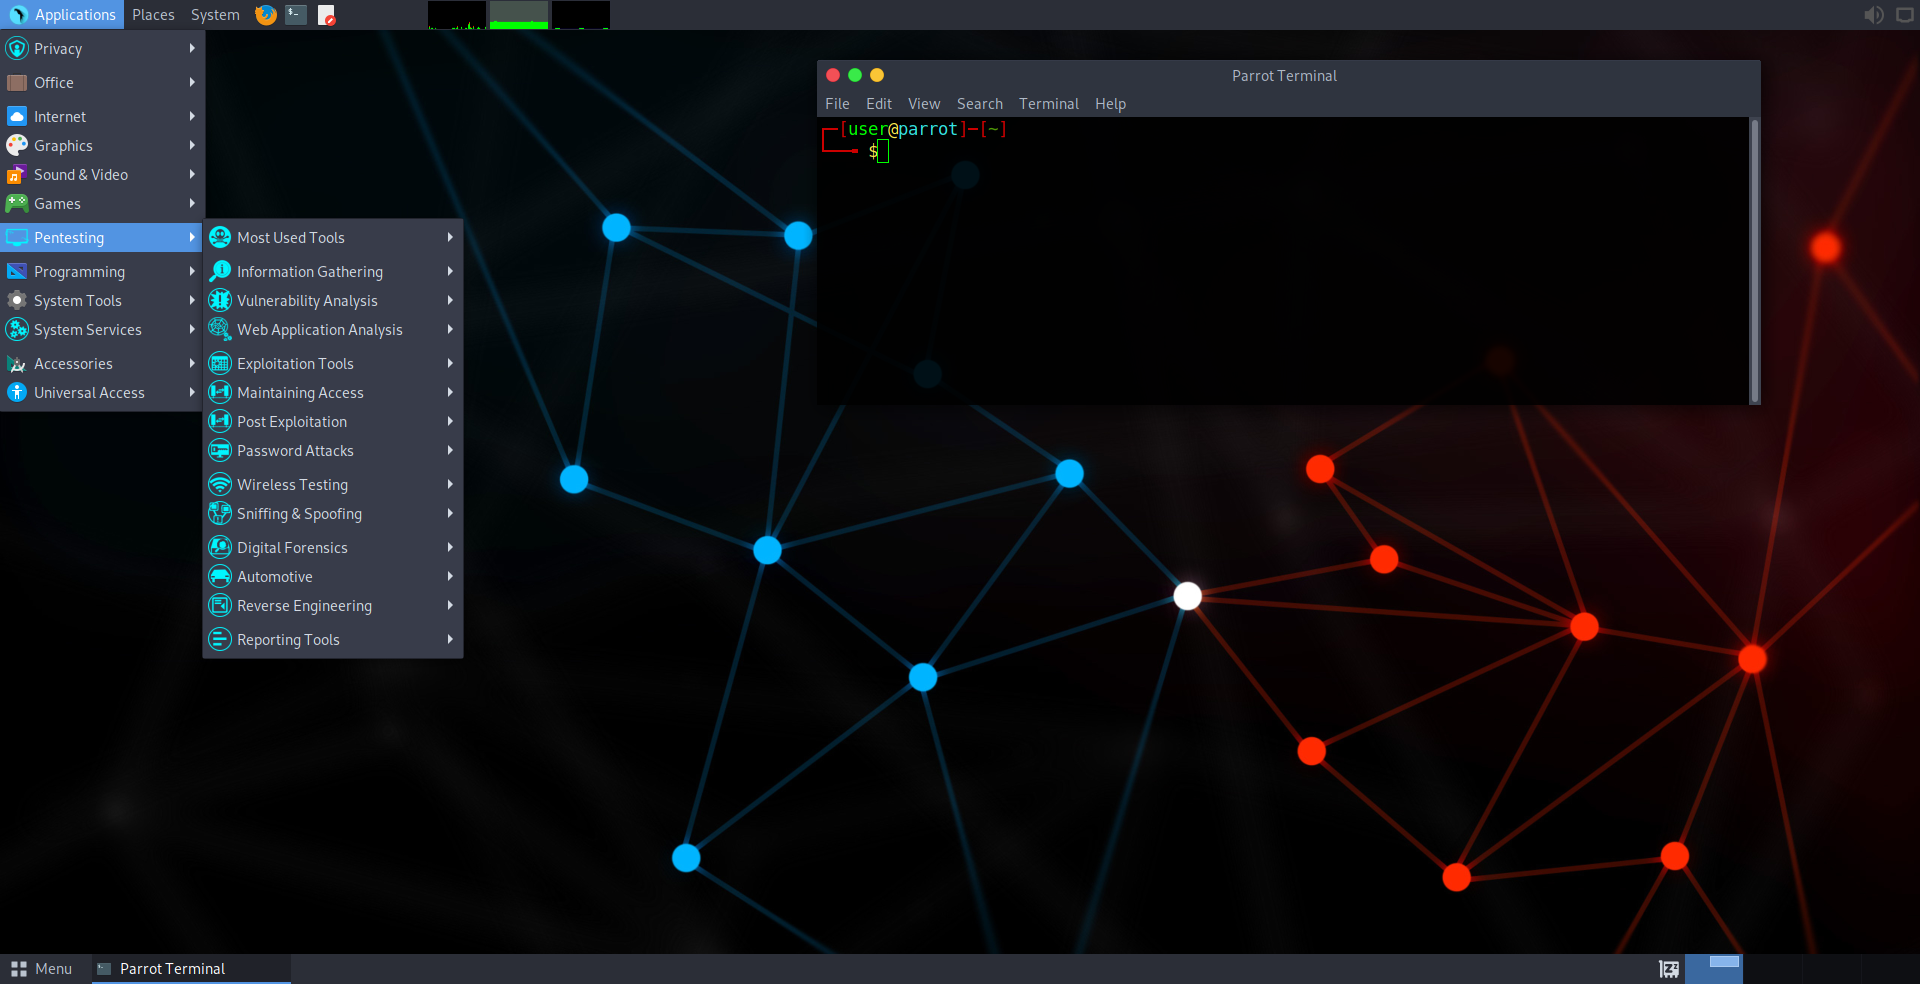 Applications Places System
Privacy
Office
Internet
Graphics
Sound & Video
Games
Pentesting
Programming
System Tools
System Services
Accessories
Universal Access
Most Used Tools
Information Gathering
Vulnerability Analysis
Web Application Analysis
Exploitation Tools
Maintaining Access
Post Exploitation
Password Attacks
Wireless Testing
Sniffing & Spoofing
Digital Forensics
Automotive
Reverse Engineering
Reporting Tools
Parrot Terminal
File Edit View Search Terminal Help
┌─[user@parrot]─[~]
└──╼ $
Menu Parrot Terminal